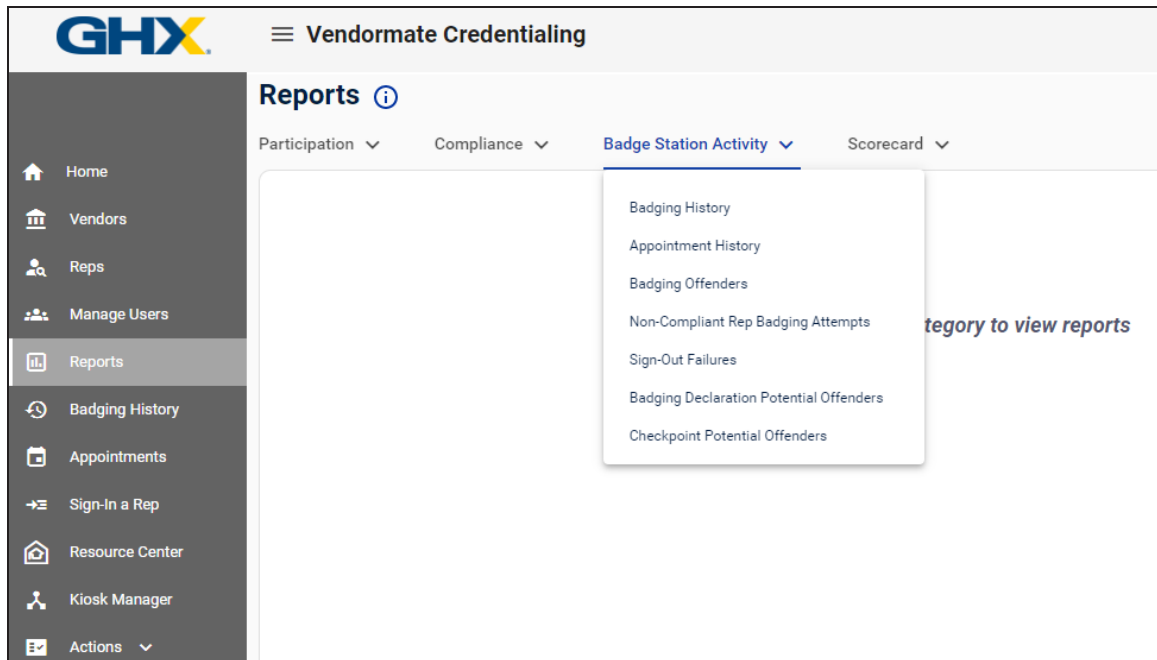 GHX.
Vendormate Credentialing
Reports
Participation Compliance Badge Station Activity Scorecard
Home
Vendors
Reps
Manage Users
Reports
Badging History
Appointments
Sign-In a Rep
Resource Center
Kiosk Manager
Actions
Badging History
Appointment History
Badging Offenders
Non-Compliant Rep Badging Attempts
Sign-Out Failures
Badging Declaration Potential Offenders
Checkpoint Potential Offenders
tegory to view reports